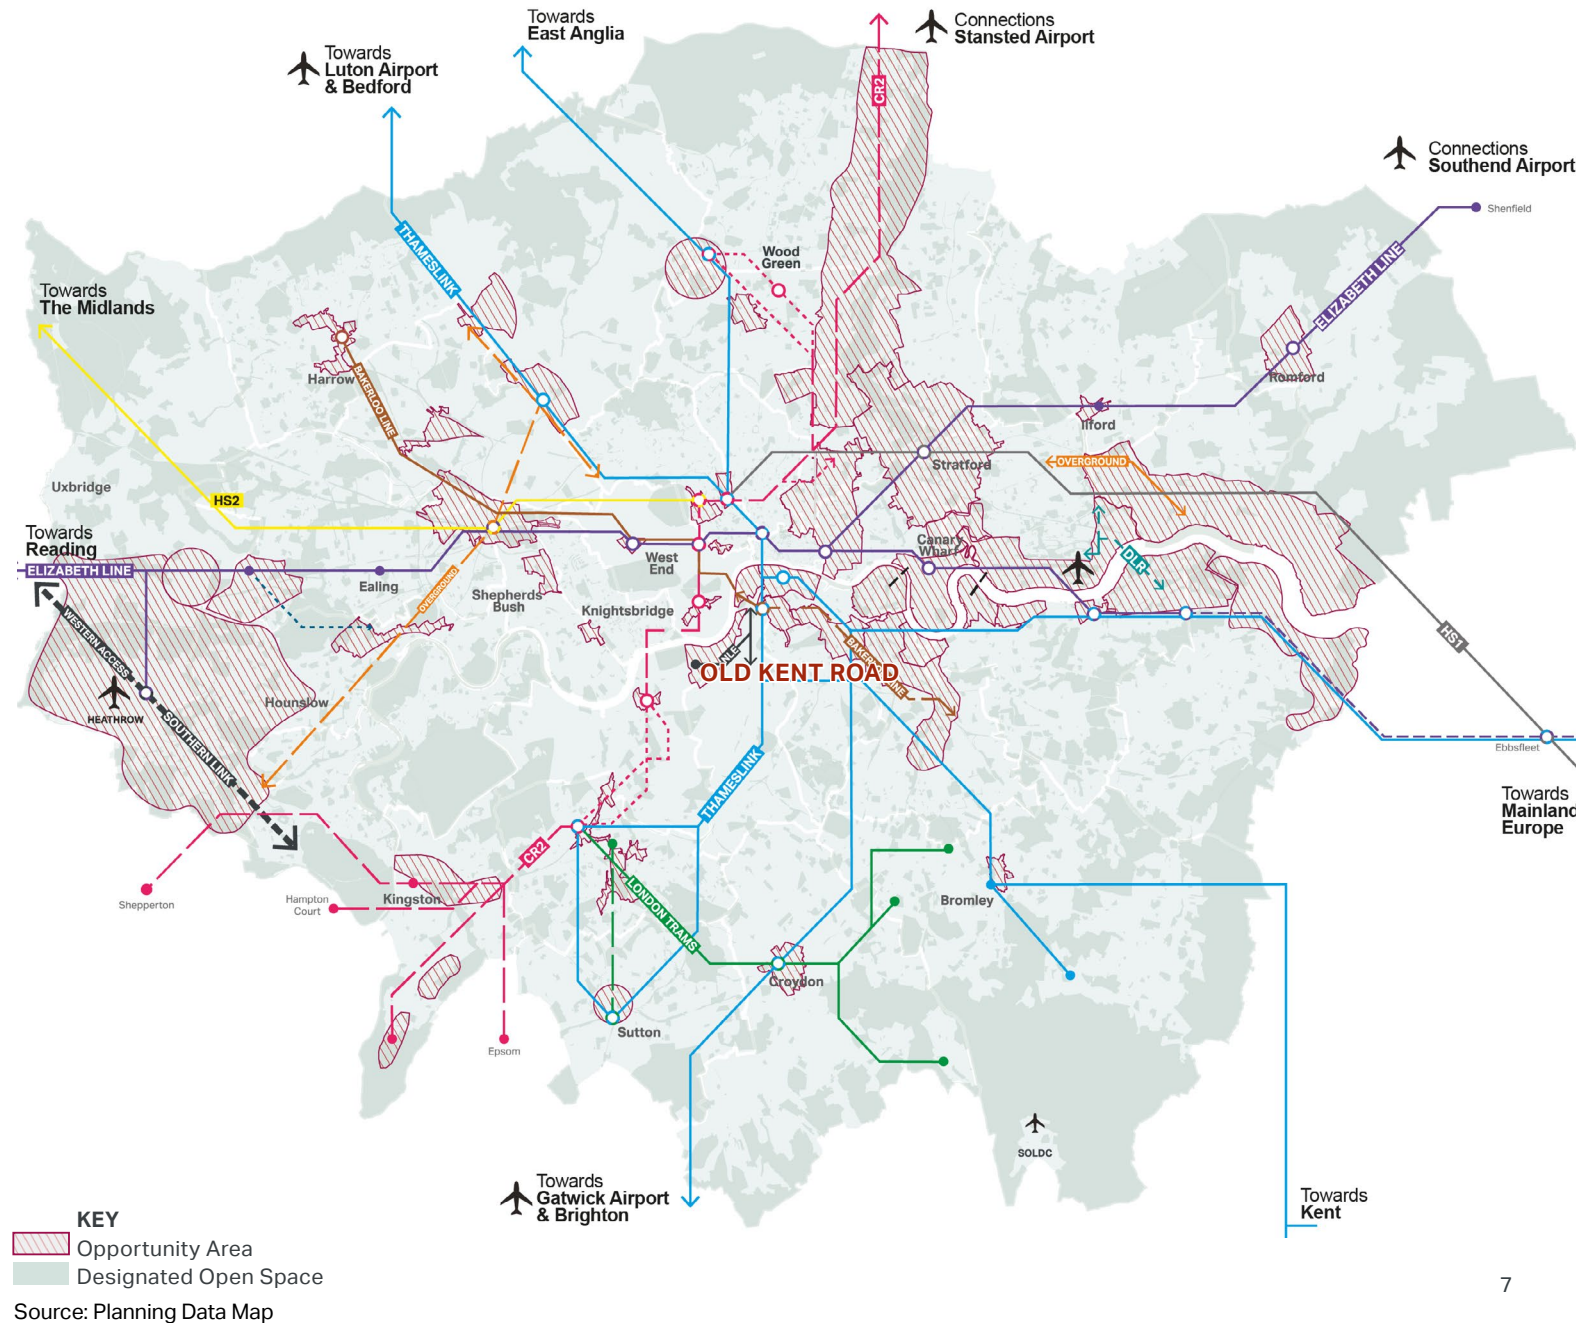 Towards
East Anglia
Connections
Stansted Airport
Towards
Luton Airport
& Bedford
CR2
Connections
Southend Airport
Shenfield
THAMESLINK
Wood
Green
ELIZABETH LINE
Towards
The Midlands
Harrow
BAKERLOO LINE
Romford
Ilford
Stratford
OVERGROUND
Uxbridge
HS2
Towards
Reading
ELIZABETH LINE
Ealing
West
End
Canary
Wharf
DLR
OVERGROUND
Shepherds
Bush
Knightsbridge
WESTERN ACCESS
HEATHROW
SOUTHERN LINK
Hounslow
NLE
OLD KENT ROAD
HS1
Ebbsfleet
THAMESLINK
Towards
Mainland
Europe
CR2
Shepperton
Hampton
Court
Kingston
LONDON TRAMS
Bromley
Croydon
Sutton
Epsom
SOLDC
Towards
Gatwick Airport
& Brighton
Towards
Kent
KEY
Opportunity Area
Designated Open Space
7
Source: Planning Data Map